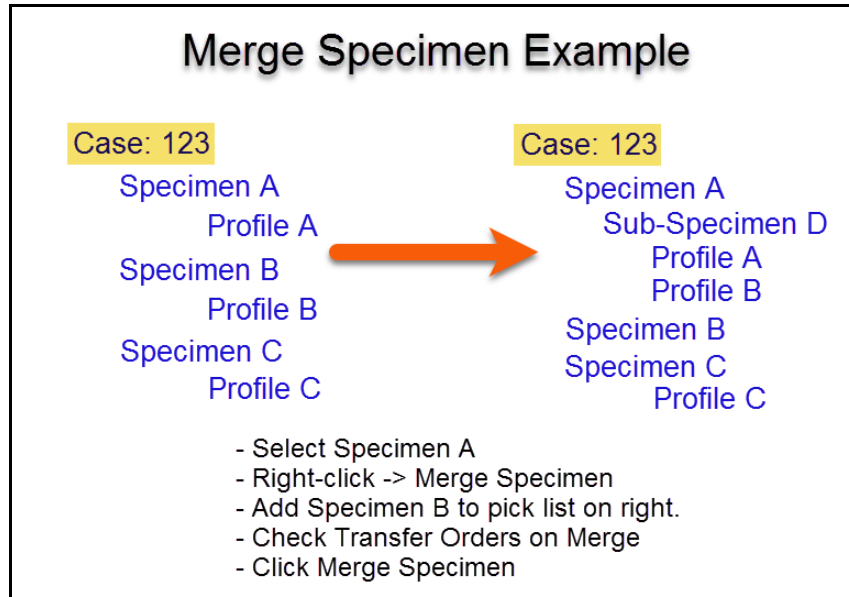 Merge Specimen Example
Case: 123
Specimen A
Profile A
Specimen B
Profile B
Specimen C
Profile C
Case: 123
Specimen A
Sub-Specimen D
Profile A
Profile B
Specimen B
Specimen C
Profile C
- Select Specimen A
- Right-click -> Merge Specimen
- Add Specimen B to pick list on right.
- Check Transfer Orders on Merge
- Click Merge Specimen